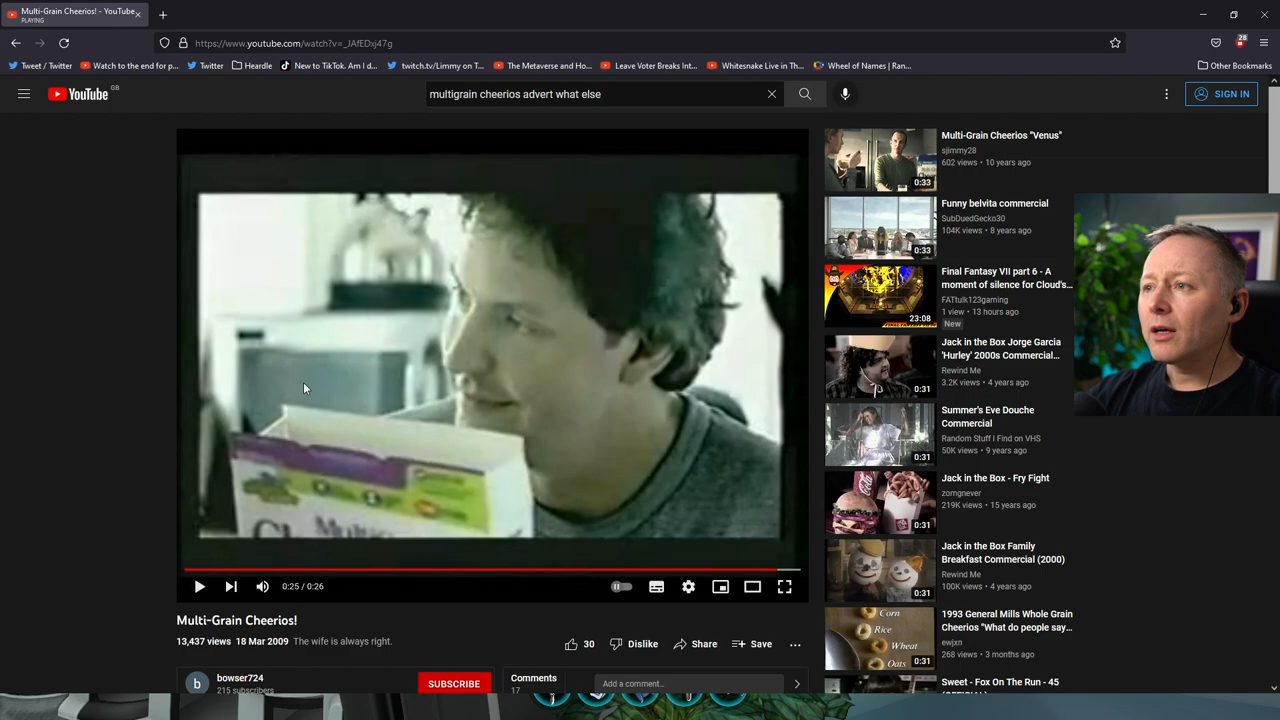 Multi-Grain Cheerios! - YouTube
PLAYING
https://www.youtube.com/watch?v=_JAfEDxj47g
28
Tweet / Twitter
Watch to the end for p...
Twitter
Heardle
New to TikTok. Am I d...
twitch.tv/Limmy on T...
The Metaverse and Ho...
Leave Voter Breaks Int...
Whitesnake Live in Th...
Wheel of Names | Ran...
Other Bookmarks
YouTube GB
multigrain cheerios advert what else
SIGN IN
Multi-Grain Cheerios "Venus"
sjimmy28
602 views • 10 years ago
0:33
Funny belvita commercial
SubDuedGecko30
104K views • 8 years ago
0:33
Final Fantasy VII part 6 - A
moment of silence for Cloud's...
FATtulk123gaming
1 view • 13 hours ago
New
23:08
Jack in the Box Jorge Garcia
'Hurley' 2000s Commercial...
Rewind Me
3.2K views • 4 years ago
0:31
Summer's Eve Douche
Commercial
Random Stuff I Find on VHS
50K views • 9 years ago
0:31
Jack in the Box - Fry Fight
zomgnever
219K views • 15 years ago
0:31
Jack in the Box Family
Breakfast Commercial (2000)
Rewind Me
100K views • 4 years ago
0:31
1993 General Mills Whole Grain
Cheerios "What do people say...
ewjxn
268 views • 3 months ago
Corn
Rice
Wheat
Oats
0:31
Sweet - Fox On The Run - 45
0:25 / 0:26
Multi-Grain Cheerios!
13,437 views 18 Mar 2009 The wife is always right.
30
Dislike
Share
Save
b
bowser724
215 subscribers
SUBSCRIBE
Comments
17
Add a comment...